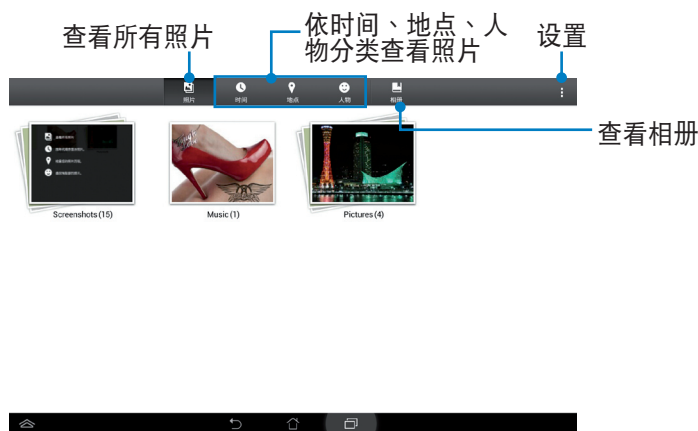 查看所有照片
依时间、地点、人
物分类查看照片
设置
照片
时间
地点
人物
相册
查看相册
Screenshots (15)
Music (1)
Pictures (4)